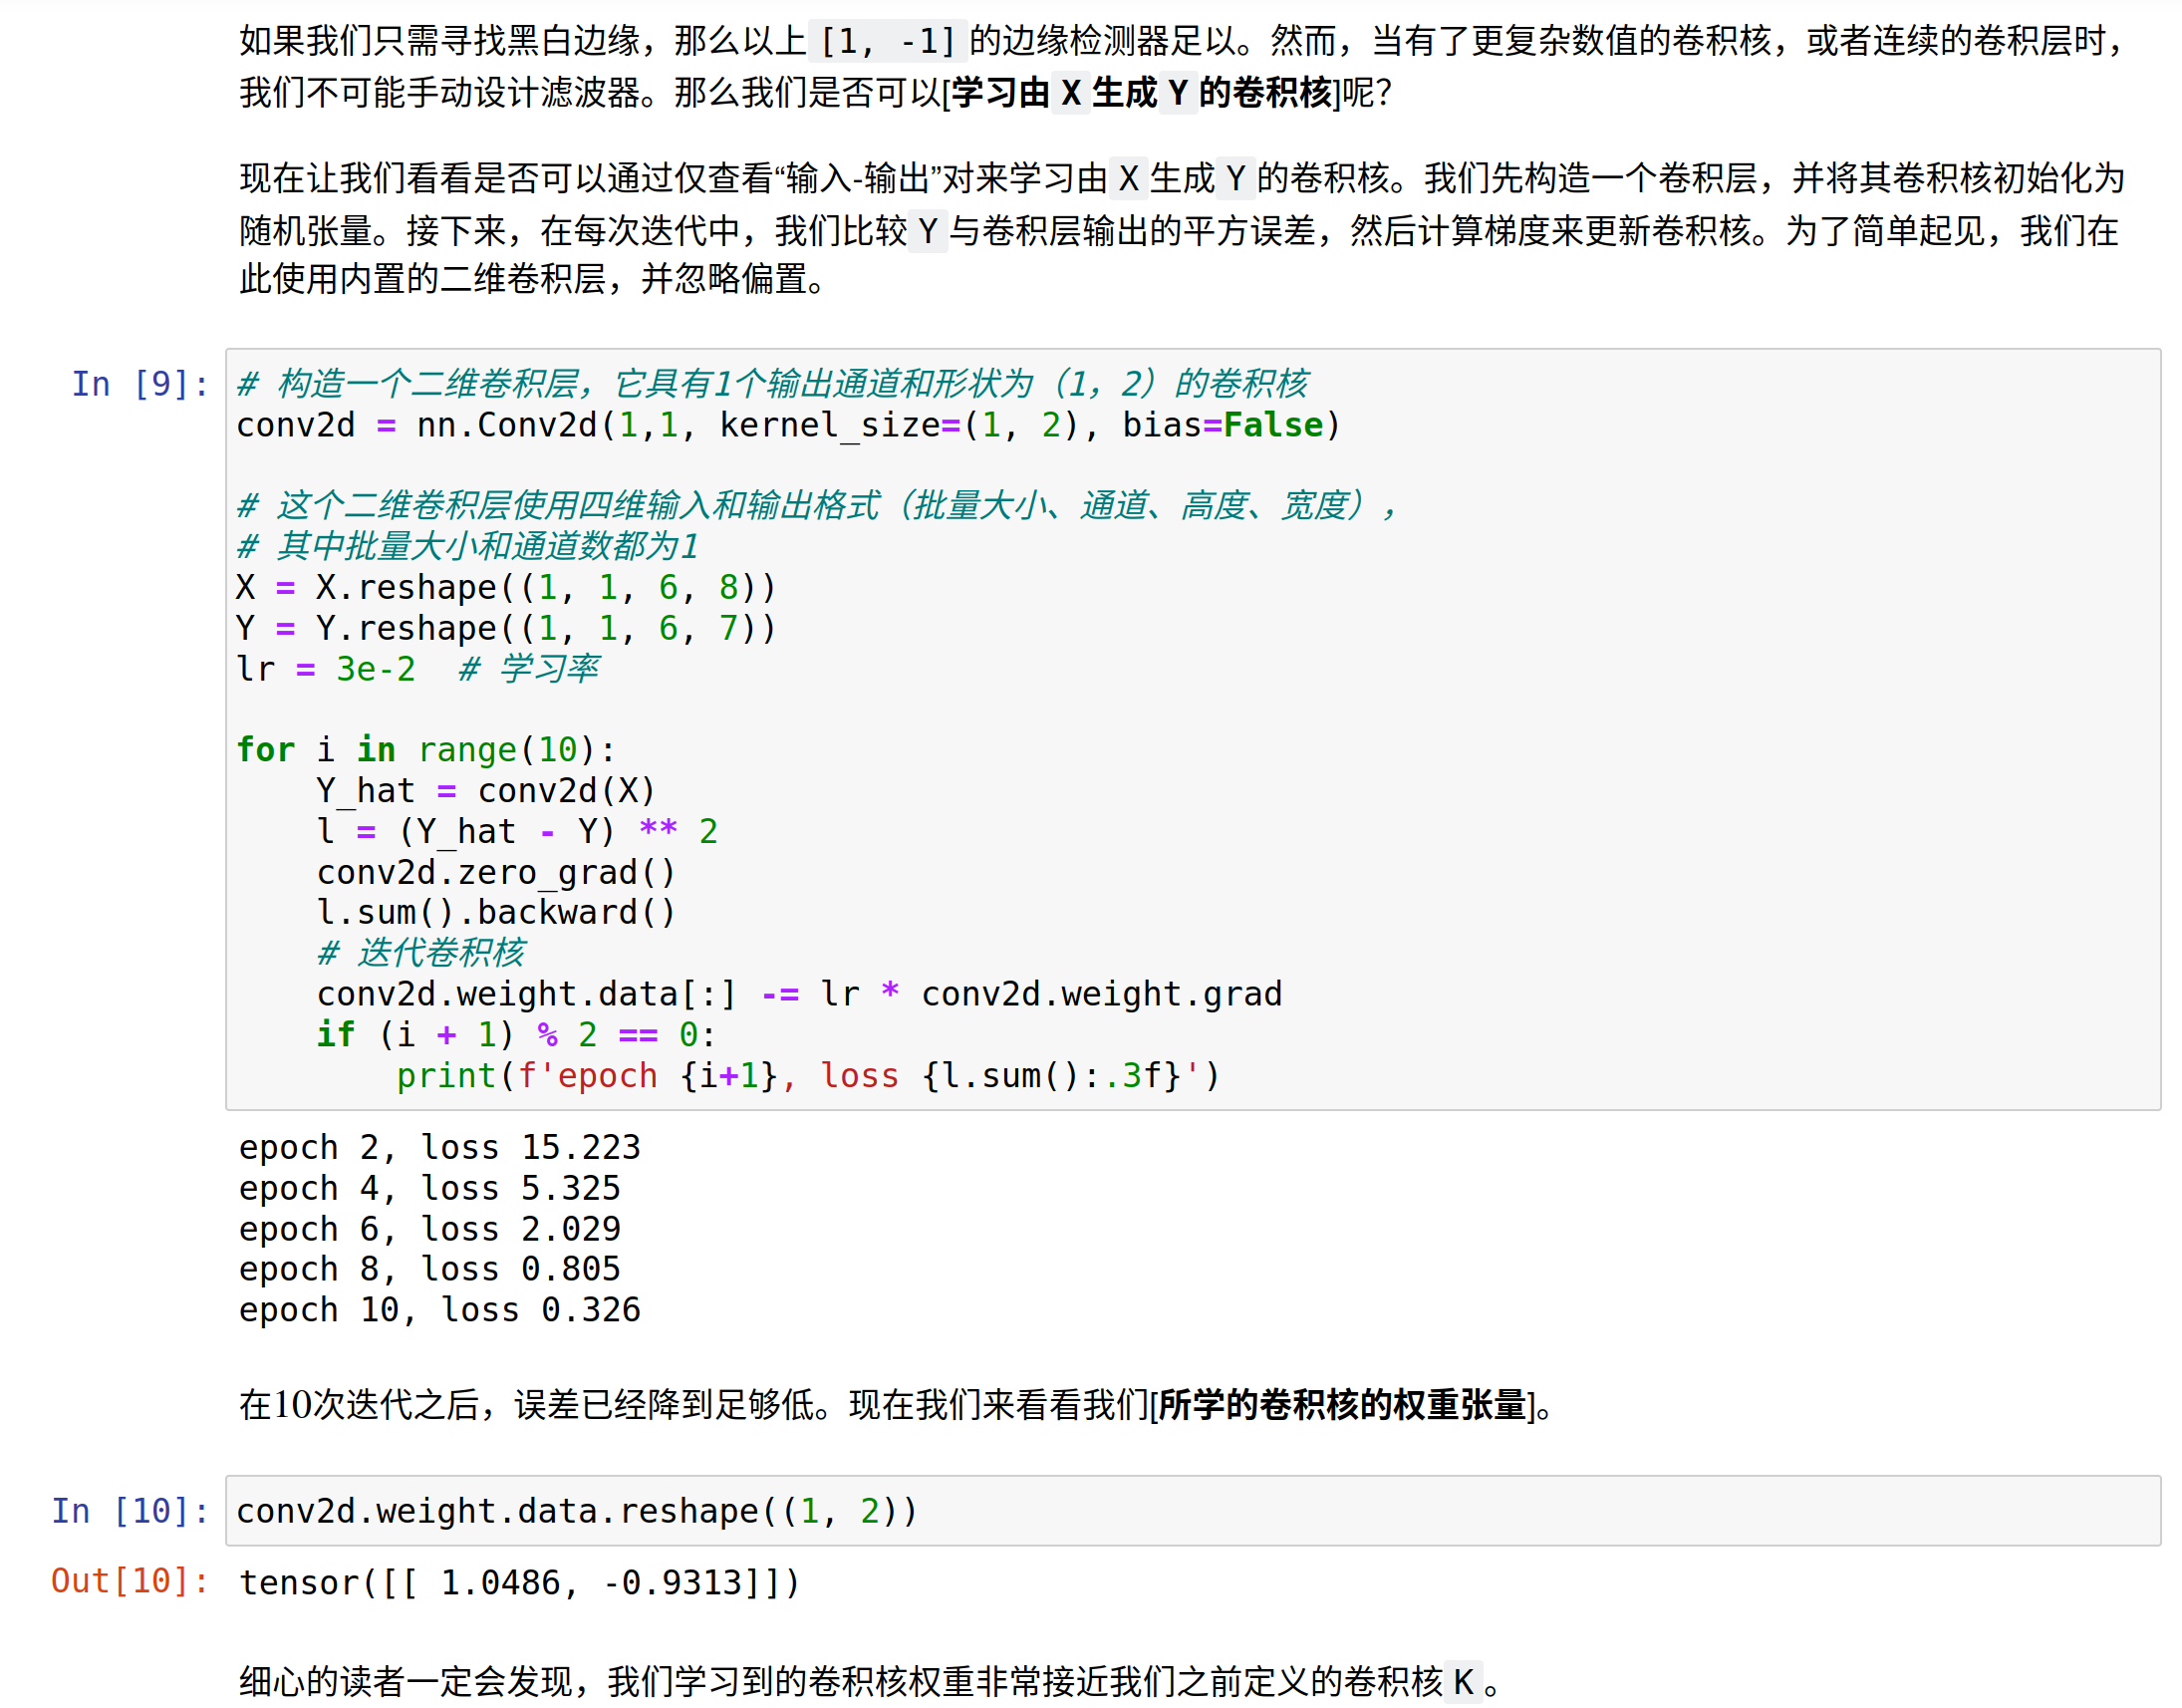 如果我们只需寻找黑白边缘，那么以上[1, -1]的边缘检测器足以。然而，当有了更复杂数值的卷积核，或者连续的卷积层时，
我们不可能手动设计滤波器。那么我们是否可以[学习由X生成Y的卷积核]呢？
现在让我们看看是否可以通过仅查看“输入-输出”对来学习由X生成Y的卷积核。我们先构造一个卷积层，并将其卷积核初始化为
随机张量。接下来，在每次迭代中，我们比较Y与卷积层输出的平方误差，然后计算梯度来更新卷积核。为了简单起见，我们在
此使用内置的二维卷积层，并忽略偏置。
In [9]:
# 构造一个二维卷积层，它具有1个输出通道和形状为（1，2）的卷积核
conv2d = nn.Conv2d(1,1, kernel_size=(1, 2), bias=False)
# 这个二维卷积层使用四维输入和输出格式（批量大小、通道、高度、宽度），
# 其中批量大小和通道数都为1
X = X.reshape((1, 1, 6, 8))
Y = Y.reshape((1, 1, 6, 7))
lr = 3e-2  # 学习率
for i in range(10):
    Y_hat = conv2d(X)
    l = (Y_hat - Y) ** 2
    conv2d.zero_grad()
    l.sum().backward()
    # 迭代卷积核
    conv2d.weight.data[:] -= lr * conv2d.weight.grad
    if (i + 1) % 2 == 0:
        print(f'epoch {i+1}, loss {l.sum():.3f}')
epoch 2, loss 15.223
epoch 4, loss 5.325
epoch 6, loss 2.029
epoch 8, loss 0.805
epoch 10, loss 0.326
在10次迭代之后，误差已经降到足够低。现在我们来看看我们[所学的卷积核的权重张量]。
In [10]:
conv2d.weight.data.reshape((1, 2))
Out[10]:
tensor([[ 1.0486, -0.9313]])
细心的读者一定会发现，我们学习到的卷积核权重非常接近我们之前定义的卷积核K。